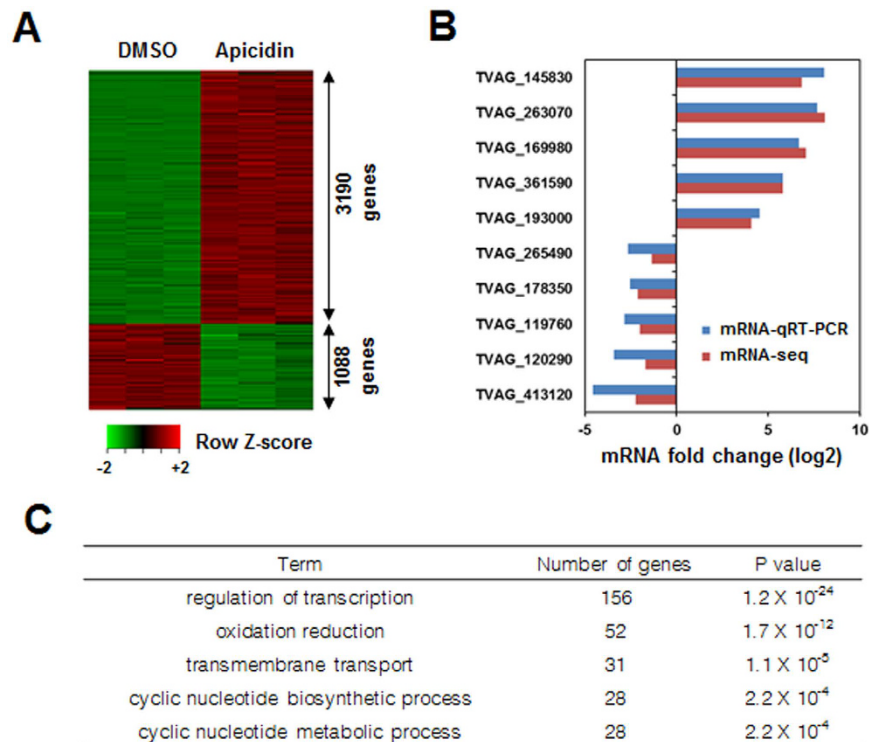 A
DMSO Apicidin
3190
genes
1088
genes
Row Z-score
-2 +2
B
TVAG_145830
TVAG_263070
TVAG_169980
TVAG_361590
TVAG_193000
TVAG_265490
TVAG_178350
TVAG_119760
TVAG_120290
TVAG_413120
mRNA-qRT-PCR
mRNA-seq
-5 0 5 10
mRNA fold change (log2)
C
Term Number of genes P value
regulation of transcription 156 1.2 X 10-24
oxidation reduction 52 1.7 X 10-12
transmembrane transport 31 1.1 X 10-5
cyclic nucleotide biosynthetic process 28 2.2 X 10-4
cyclic nucleotide metabolic process 28 2.2 X 10-4